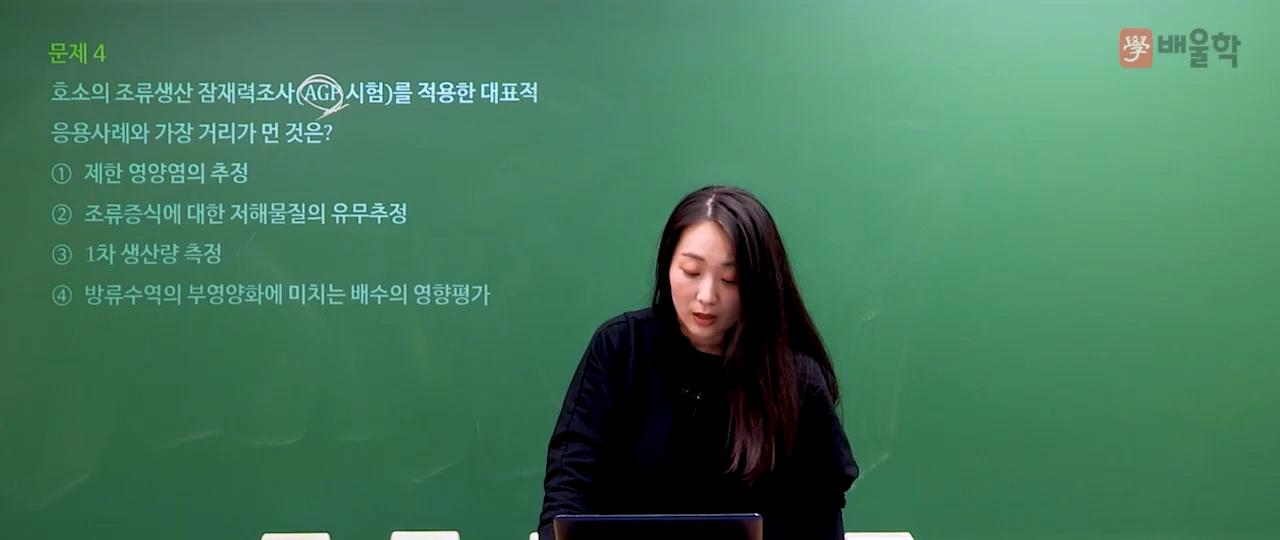 學 배울학
문제 4
호소의 조류생산 잠재력조사(AGP 시험)를 적용한 대표적
응용사례와 가장 거리가 먼 것은?
① 제한 영양염의 추정
② 조류증식에 대한 저해물질의 유무추정
③ 1차 생산량 측정
④ 방류수역의 부영양화에 미치는 배수의 영향평가